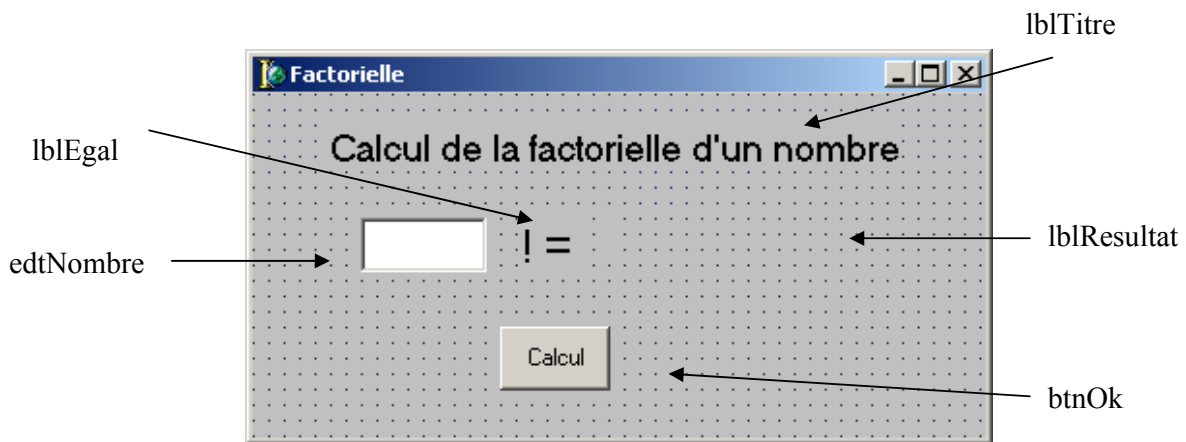 lblTitre
Factorielle
Calcul de la factorielle d'un nombre
lblEgal
! =
lblResultat
edtNombre
Calcul
btnOk